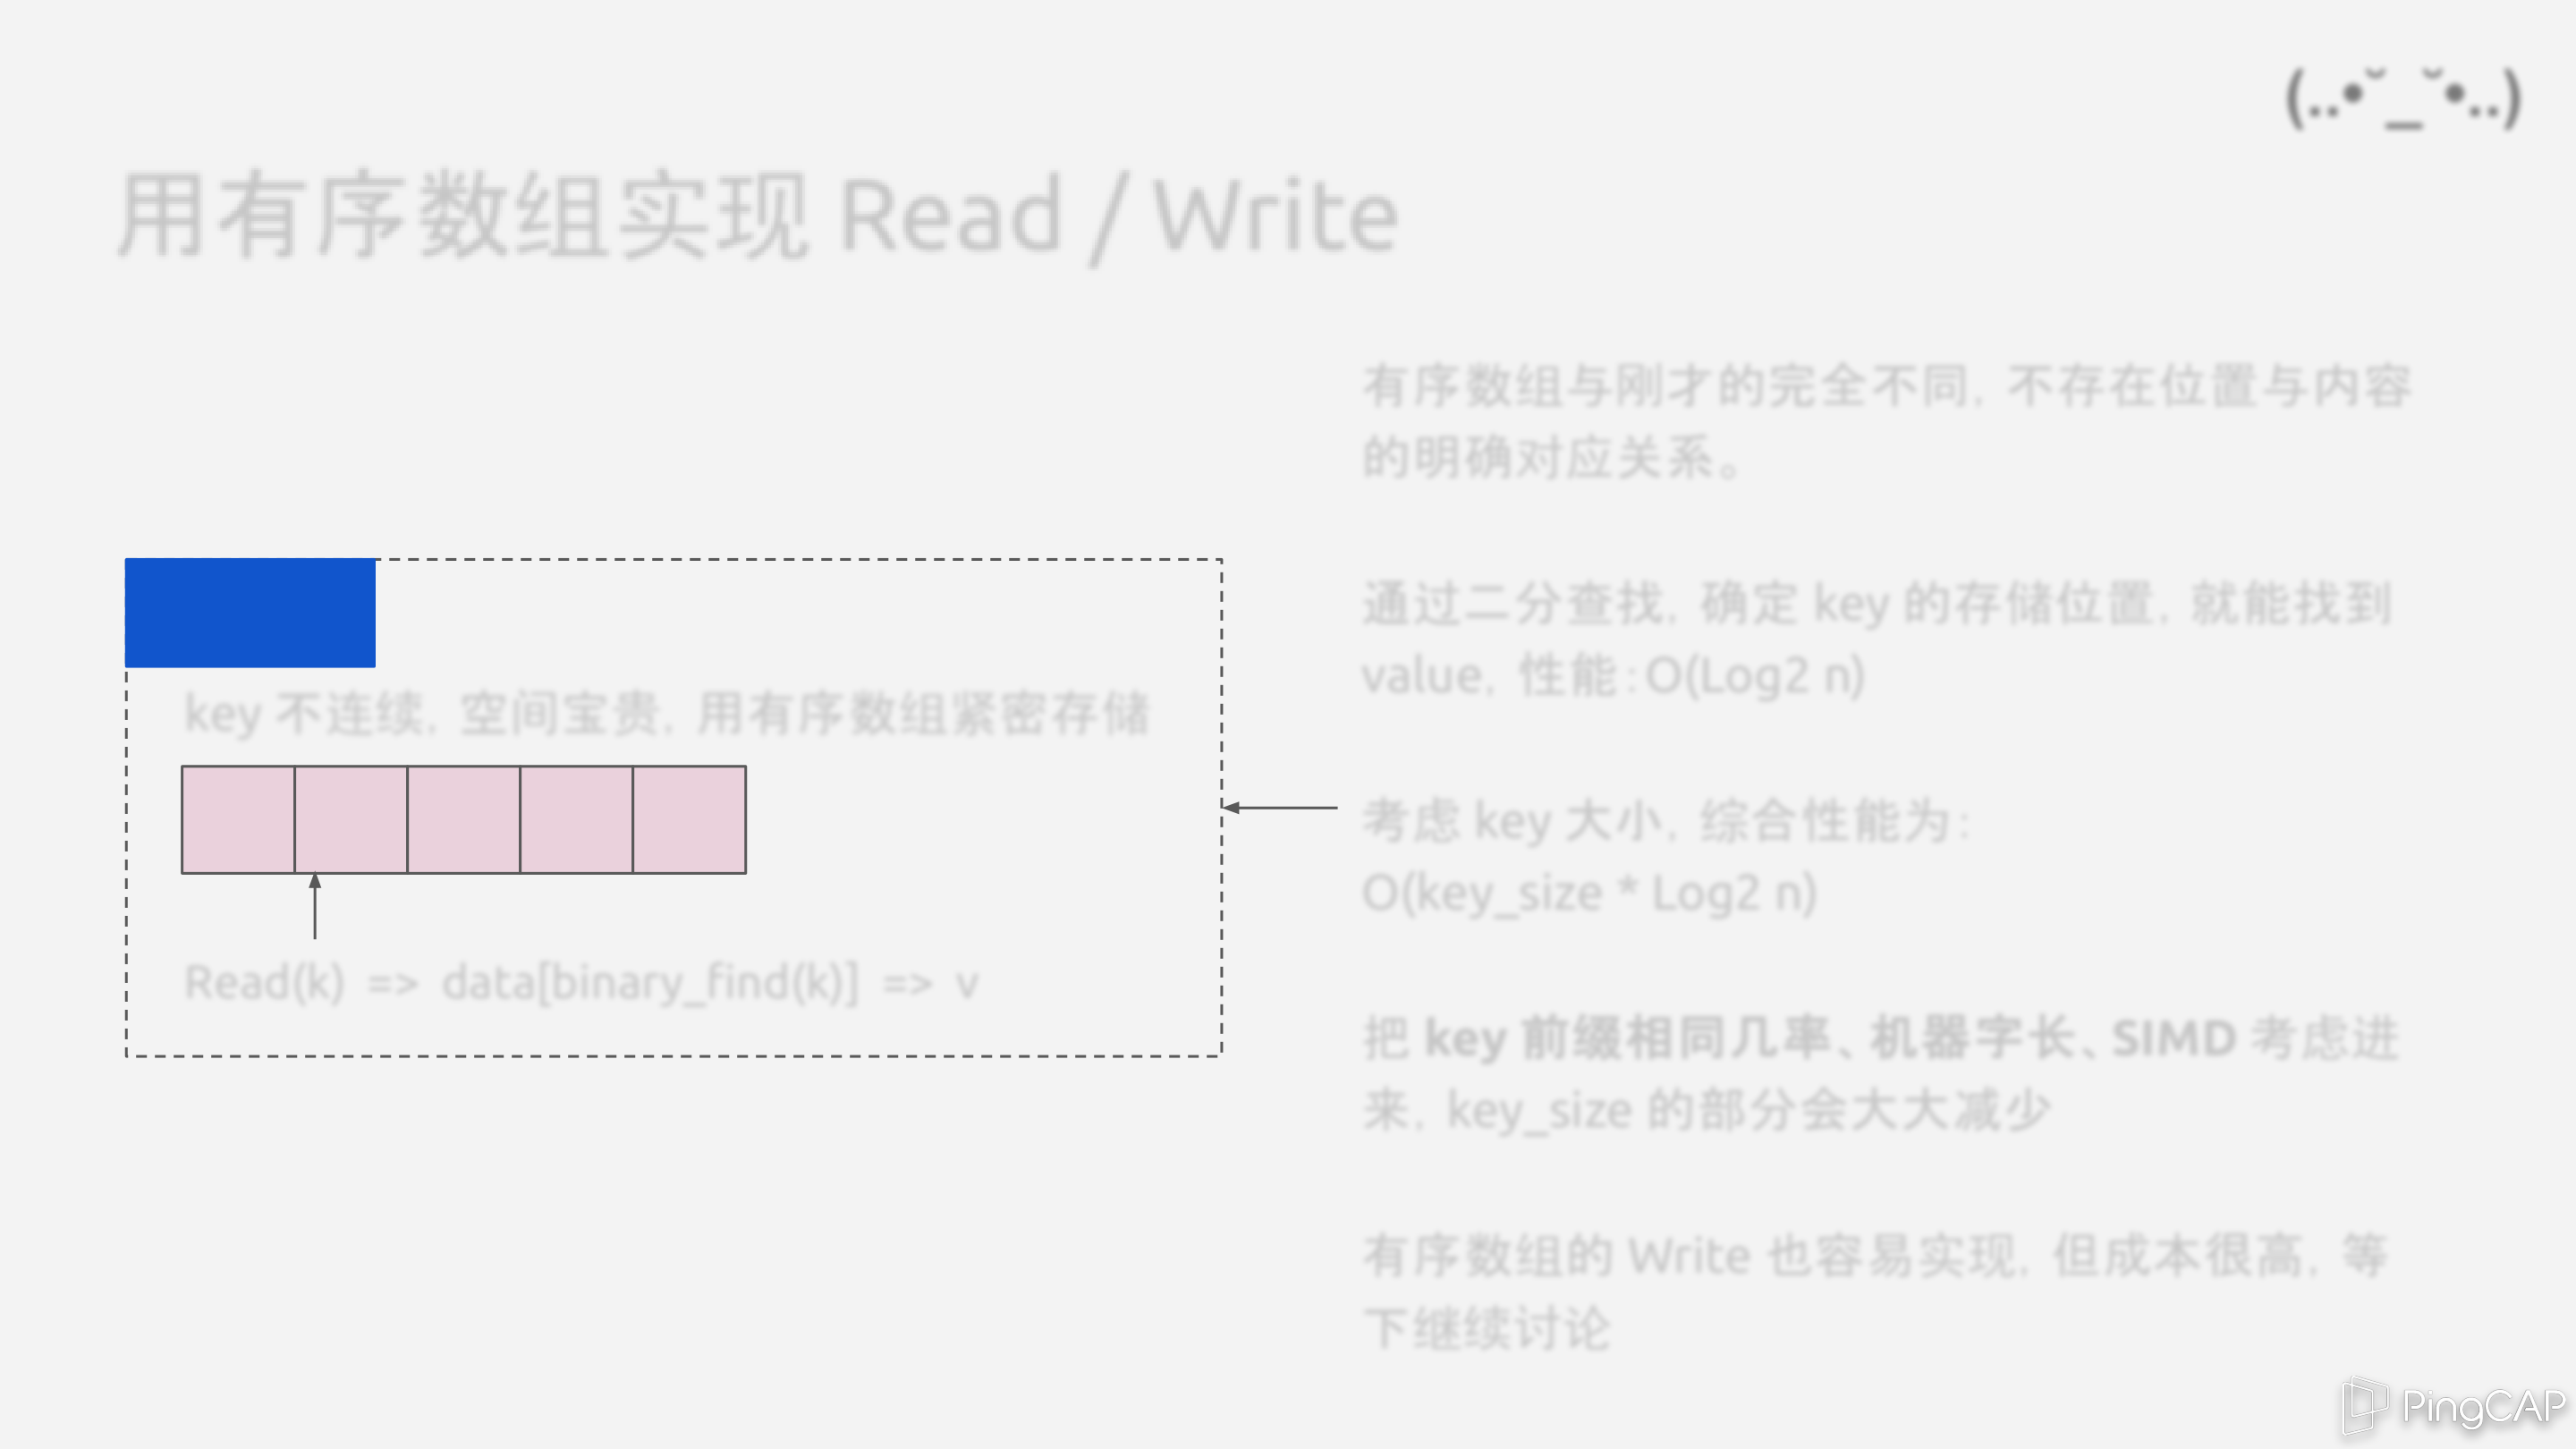 (..•˘_˘•..)
用有序数组实现 Read / Write
有序数组与刚才的完全不同，不存在位置与内容
的明确对应关系。
通过二分查找，确定 key 的存储位置，就能找到
value，性能：O(Log2 n)
考虑 key 大小，综合性能为：
O(key_size * Log2 n)
把 key 前缀相同几率、机器字长、SIMD 考虑进
来，key_size 的部分会大大减少
有序数组的 Write 也容易实现，但成本很高，等
下继续讨论
key 不连续，空间宝贵，用有序数组紧密存储
Read(k) => data[binary_find(k)] => v
PingCAP